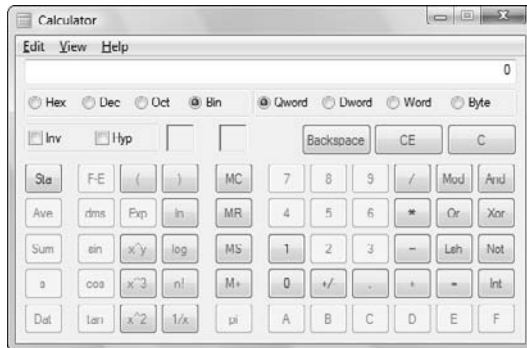 Calculator
Edit View Help
0
Hex Dec Oct Bin Qword Dword Word Byte
Inv Hyp Backspace CE C
Sta F-E ( ) MC 7 8 9 / Mod And
Ave dms Exp ln MR 4 5 6 * Or Xor
Sum sin x^y log MS 1 2 3 - Lsh Not
s cos x^3 n! M+ 0 +/- . + = Int
Dat tan x^2 1/x pi A B C D E F